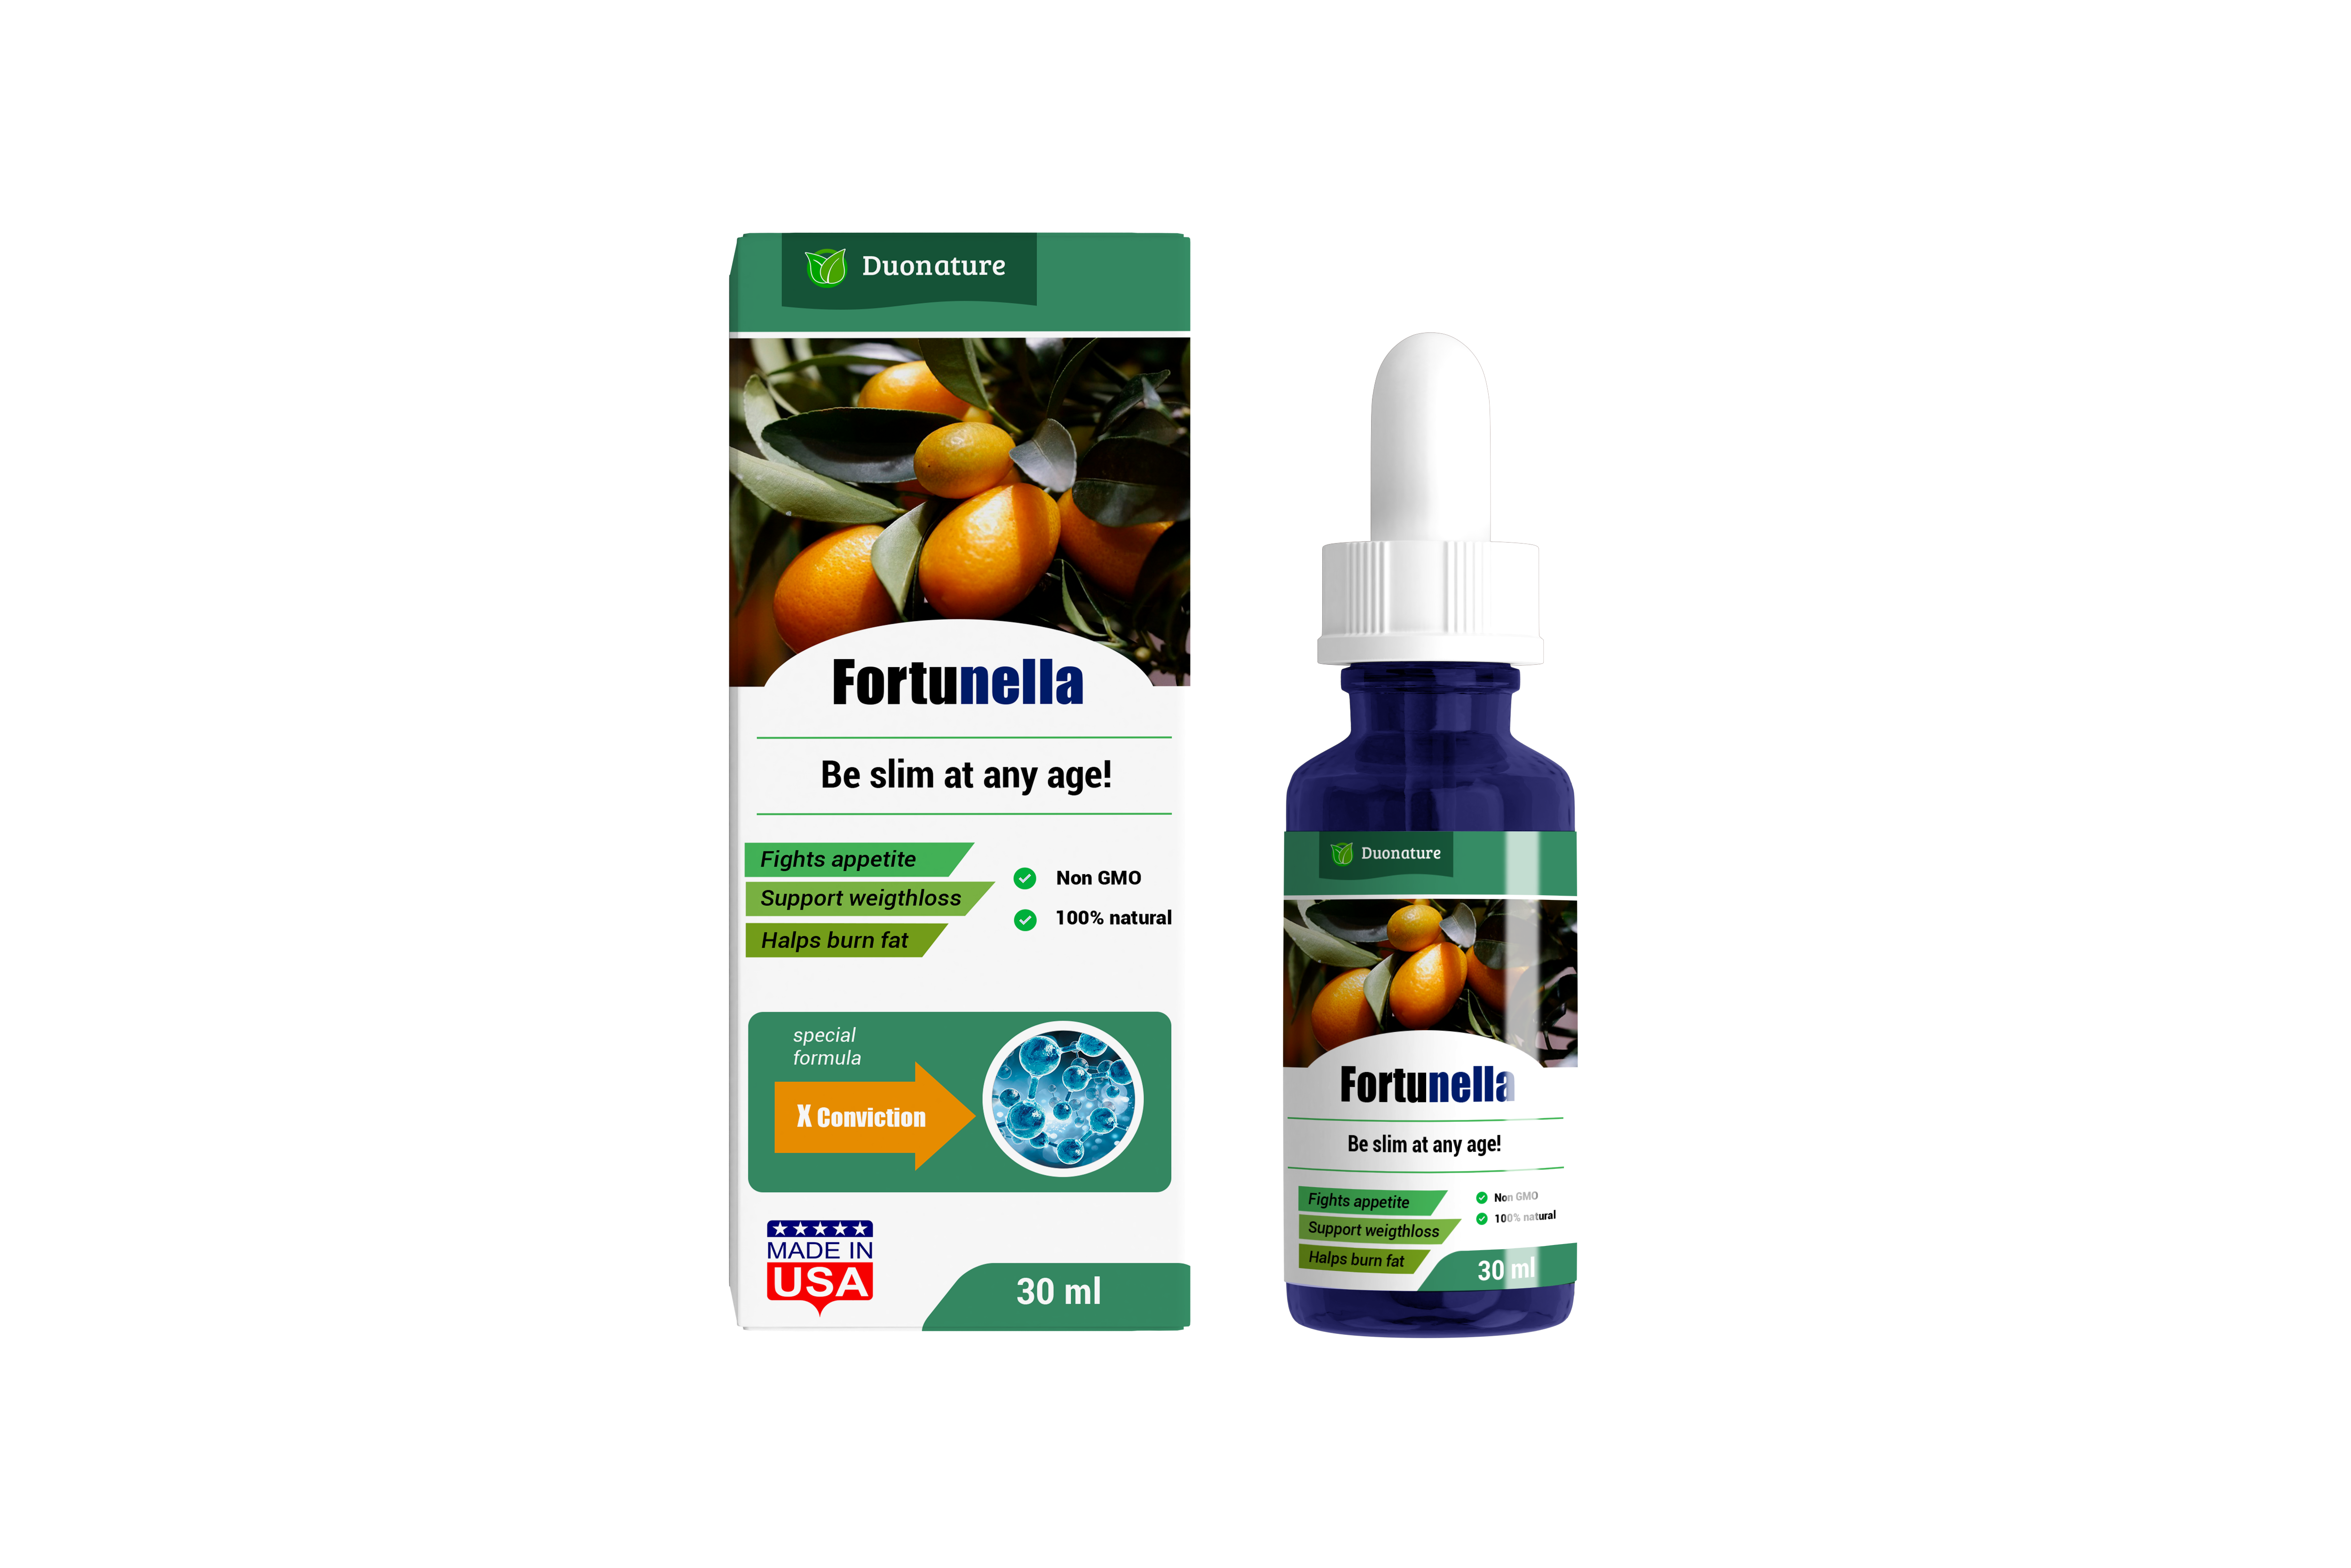 Duonature
Fortunella
Be slim at any age!
Fights appetite
Support weigthloss
Halps burn fat
Non GMO
100% natural
special
formula
X Conviction
MADE IN
USA
30 ml
Duonature
Fortunella
Be slim at any age!
Fights appetite
Support weigthloss
Halps burn fat
Non GMO
100% natural
30 ml